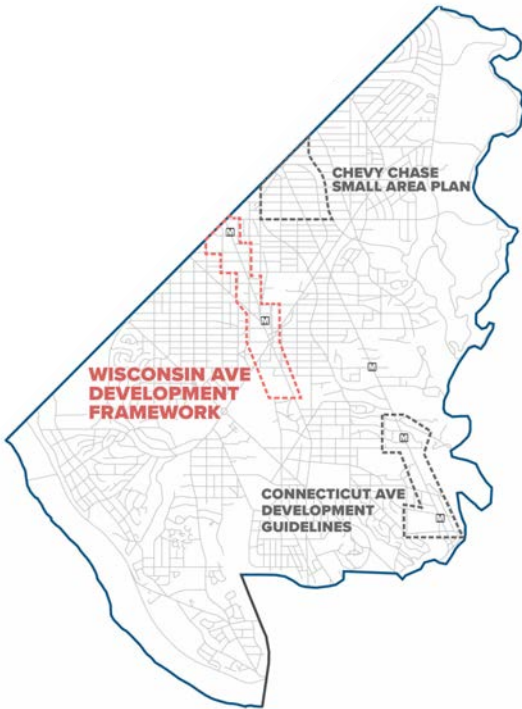 CHEVY CHASE
SMALL AREA PLAN
M
M
WISCONSIN AVE
DEVELOPMENT
FRAMEWORK
M
M
CONNECTICUT AVE
DEVELOPMENT
GUIDELINES
M